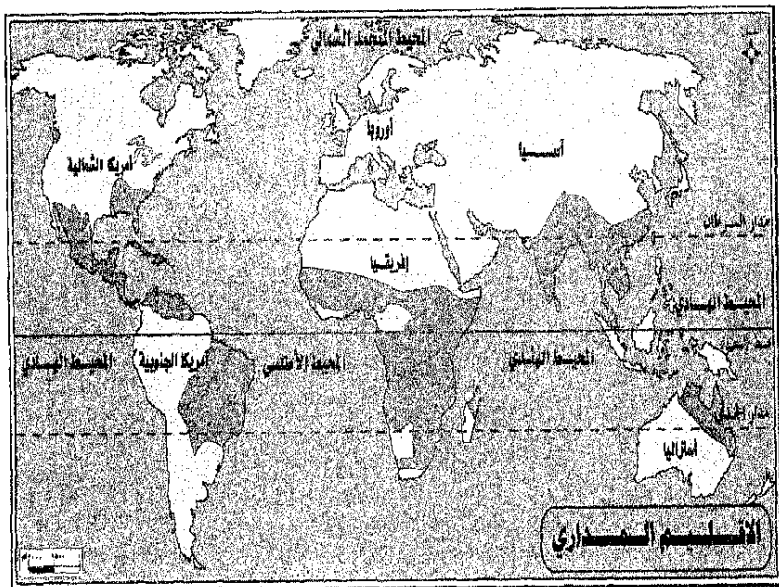 المحيط المتجمد الشمالي
أوروبا
آسيا
أمريكا الشمالية
مدار السرطان
إفريقيا
المحيط الهادي
المحيط الهادي
أمريكا الجنوبية
المحيط الأطلسي
المحيط الهندي
مدار الجدي
أستراليا
الاقليم المداري